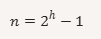 n = 2^h − 1